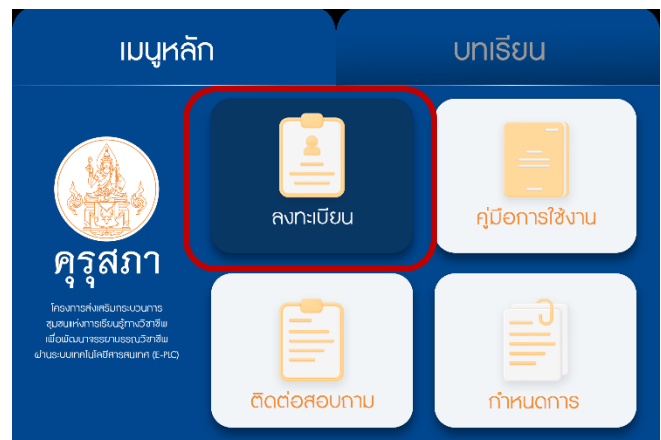 เมนูหลัก
บทเรียน
ลงทะเบียน
คู่มือการใช้งาน
คุรุสภา
โครงการส่งเสริมกระบวนการ
ชุมชนแห่งการเรียนรู้ทางวิชาชีพ
เพื่อพัฒนาจรรยาบรรณวิชาชีพ
ผ่านระบบเทคโนโลยีสารสนเทศ (E-PLC)
ติดต่อสอบถาม
กำหนดการ